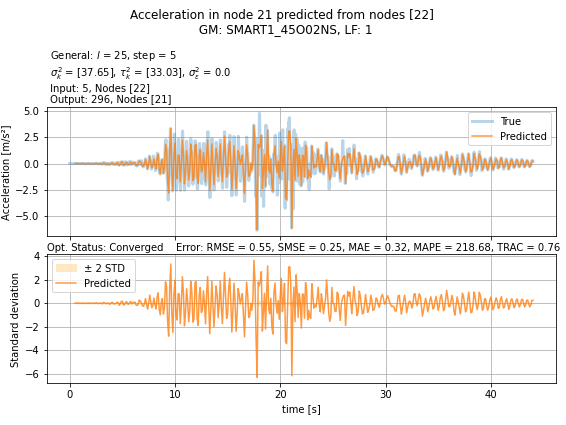 Acceleration in node 21 predicted from nodes [22]
GM: SMART1_45O02NS, LF: 1
General: l = 25, step = 5
σ²ₖ = [37.65], τ²ₖ = [33.03], σ²ₑ = 0.0
Input: 5, Nodes [22]
Output: 296, Nodes [21]
5.0
2.5
0.0
−2.5
−5.0
Acceleration [m/s²]
True
Predicted
Opt. Status: Converged Error: RMSE = 0.55, SMSE = 0.25, MAE = 0.32, MAPE = 218.68, TRAC = 0.76
4
2
0
−2
−4
−6
Standard deviation
± 2 STD
Predicted
0 10 20 30 40
time [s]